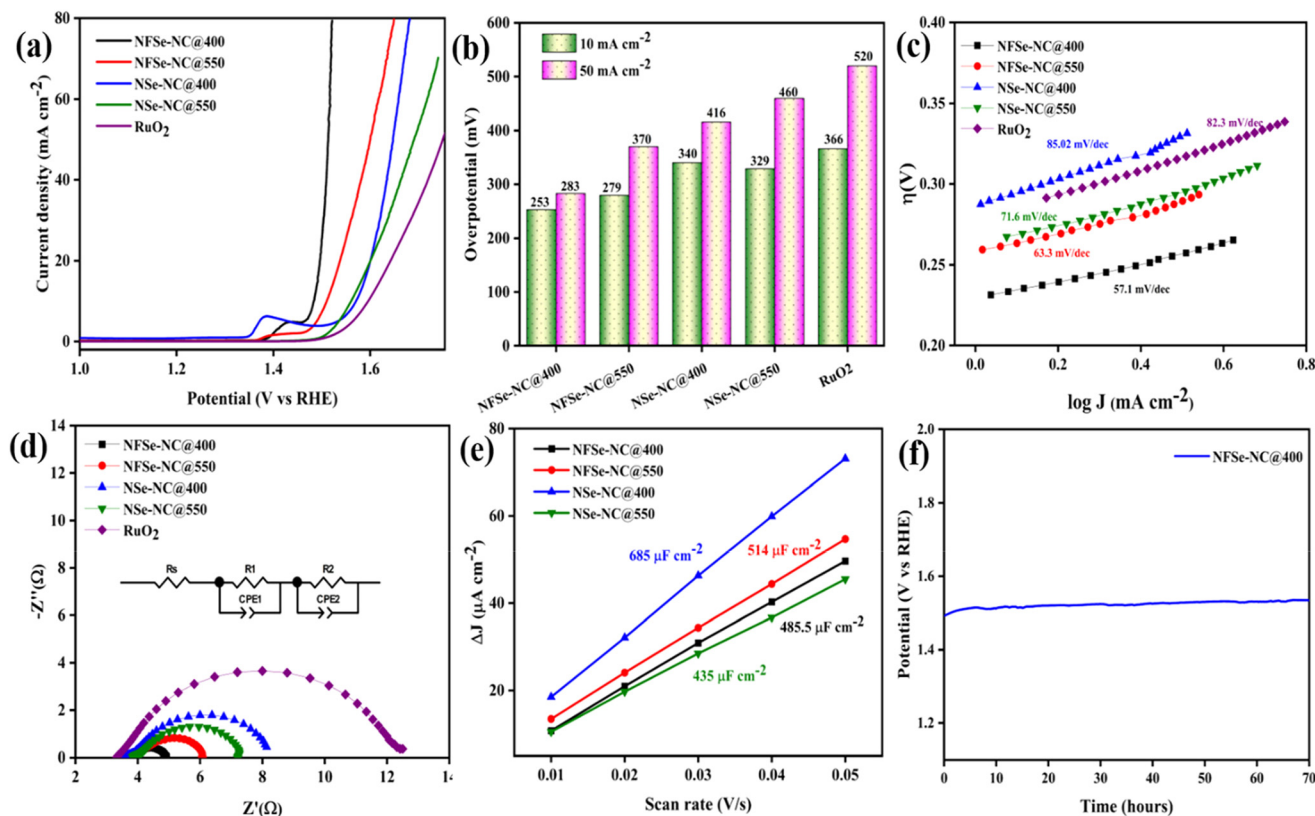 (a)
NFSe-NC@400
NFSe-NC@550
NSe-NC@400
NSe-NC@550
RuO2
Current density (mA cm-2)
80
60
40
20
0
1.0
1.2
1.4
1.6
Potential (V vs RHE)
(b)
10 mA cm-2
50 mA cm-2
Overpotential (mV)
600
500
400
300
200
100
0
253
283
279
370
340
416
329
460
366
520
NFSe-NC@400
NFSe-NC@550
NSe-NC@400
NSe-NC@550
RuO2
(c)
NFSe-NC@400
NFSe-NC@550
NSe-NC@400
NSe-NC@550
RuO2
η(V)
0.40
0.35
0.30
0.25
0.20
85.02 mV/dec
82.3 mV/dec
71.6 mV/dec
63.3 mV/dec
57.1 mV/dec
0.0
0.2
0.4
0.6
0.8
log J (mA cm-2)
(d)
NFSe-NC@400
NFSe-NC@550
NSe-NC@400
NSe-NC@550
RuO2
-Z''(Ω)
14
12
10
8
6
4
2
0
Rs
R1
R2
CPE1
CPE2
2
4
6
8
10
12
14
Z'(Ω)
(e)
NFSe-NC@400
NFSe-NC@550
NSe-NC@400
NSe-NC@550
ΔJ (μA cm-2)
80
60
40
20
685 μF cm-2
514 μF cm-2
485.5 μF cm-2
435 μF cm-2
0.01
0.02
0.03
0.04
0.05
Scan rate (V/s)
(f)
NFSe-NC@400
Potential (V vs RHE)
2.0
1.8
1.6
1.4
1.2
0
10
20
30
40
50
60
70
Time (hours)